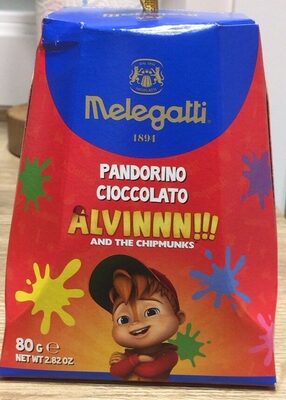 Melegatti
1894
PANDORINO
CIOCCOLATO
ALVINNN!!!
AND THE CHIPMUNKS
80 G e
NET WT 2.82 OZ